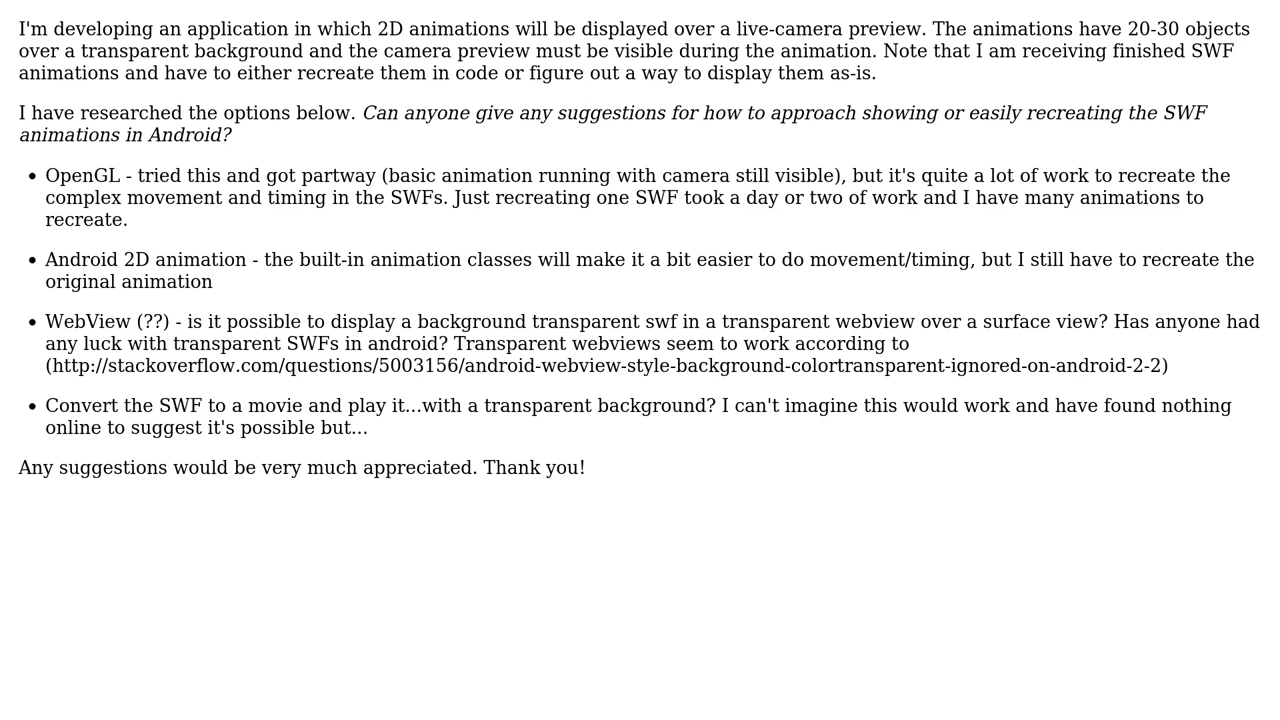 I'm developing an application in which 2D animations will be displayed over a live-camera preview. The animations have 20-30 objects
over a transparent background and the camera preview must be visible during the animation. Note that I am receiving finished SWF
animations and have to either recreate them in code or figure out a way to display them as-is.
I have researched the options below. Can anyone give any suggestions for how to approach showing or easily recreating the SWF
animations in Android?
• OpenGL - tried this and got partway (basic animation running with camera still visible), but it's quite a lot of work to recreate the
complex movement and timing in the SWFs. Just recreating one SWF took a day or two of work and I have many animations to
recreate.
• Android 2D animation - the built-in animation classes will make it a bit easier to do movement/timing, but I still have to recreate the
original animation
• WebView (??) - is it possible to display a background transparent swf in a transparent webview over a surface view? Has anyone had
any luck with transparent SWFs in android? Transparent webviews seem to work according to
(http://stackoverflow.com/questions/5003156/android-webview-style-background-colortransparent-ignored-on-android-2-2)
• Convert the SWF to a movie and play it...with a transparent background? I can't imagine this would work and have found nothing
online to suggest it's possible but...
Any suggestions would be very much appreciated. Thank you!